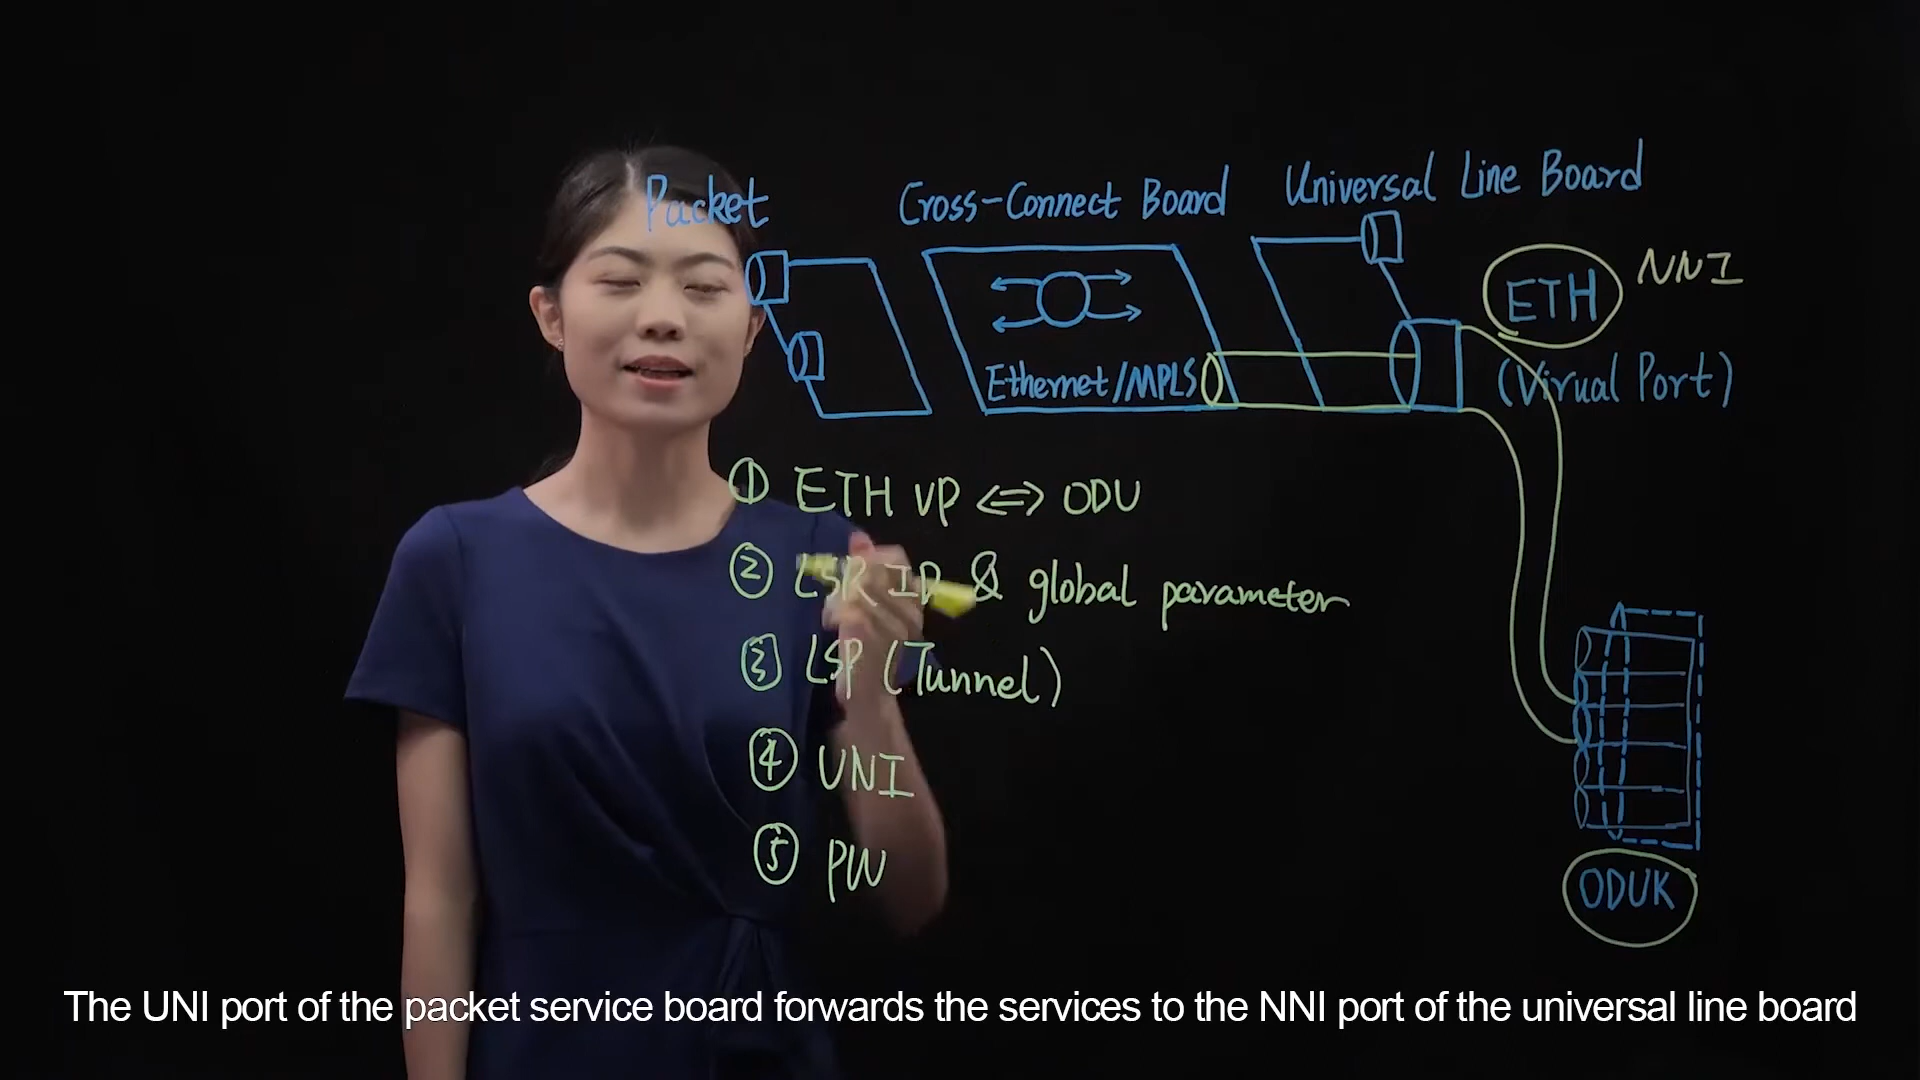 Packet
Cross-Connect Board
Universal Line Board
ETH
NNI
Ethernet/MPLS
(Virual Port)
① ETH VP <=> ODU
② LSR ID & global parameter
③ LSP (Tunnel)
④ UNI
⑤ PW
ODUK
The UNI port of the packet service board forwards the services to the NNI port of the universal line board